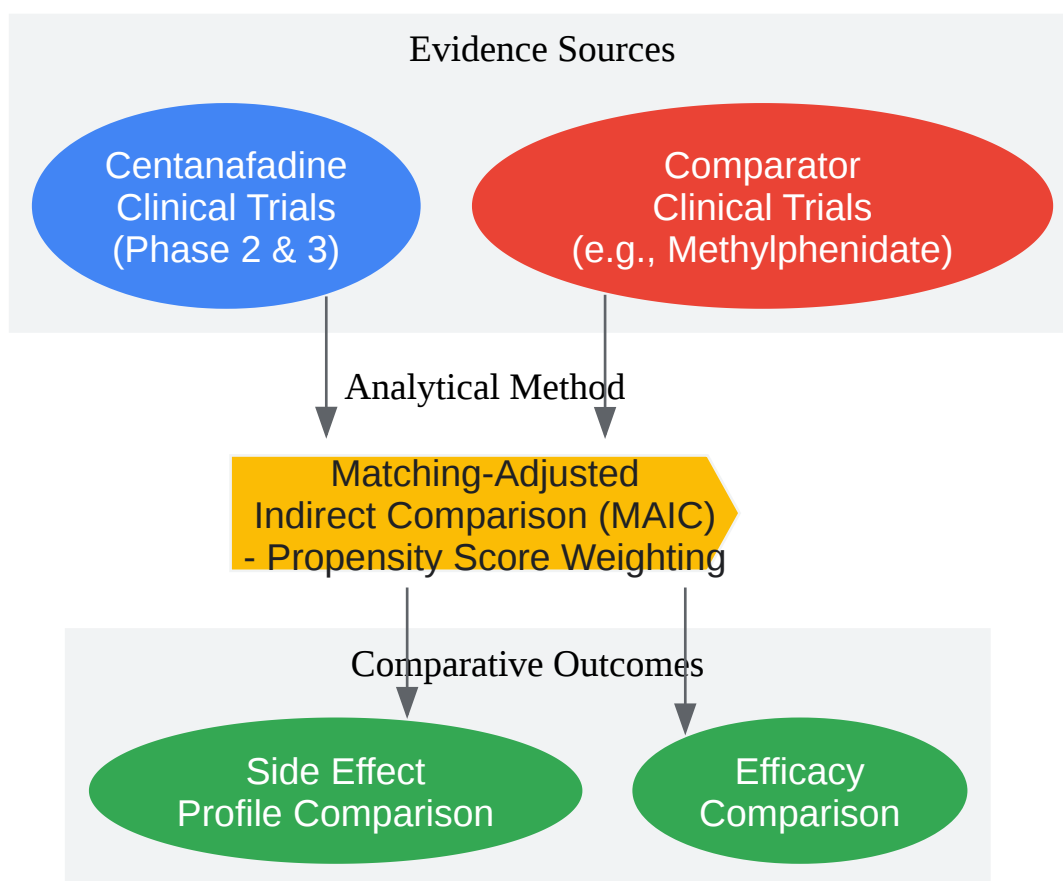 Evidence Sources
Centanafadine
Clinical Trials
(Phase 2 & 3)
Comparator
Clinical Trials
(e.g., Methylphenidate)
Analytical Method
Matching-Adjusted
Indirect Comparison (MAIC)
- Propensity Score Weighting
Comparative Outcomes
Side Effect
Profile Comparison
Efficacy
Comparison